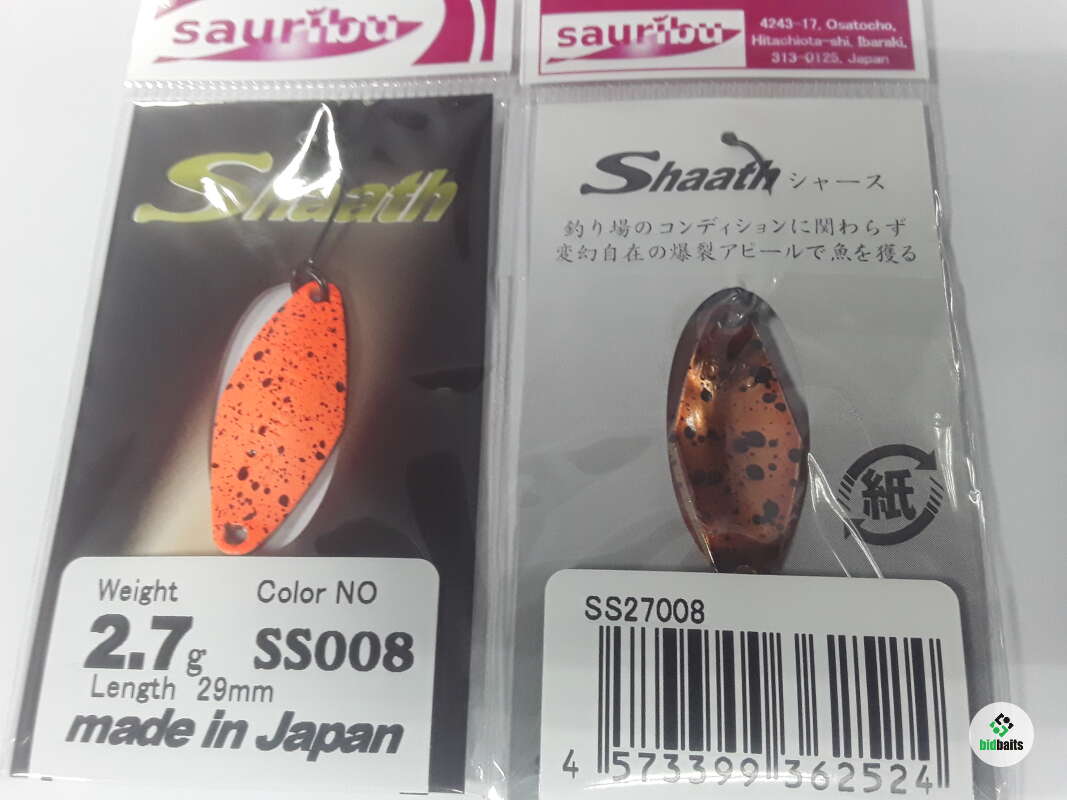 sauribu
Shaath
Weight
Color NO
2.7g
SS008
Length 29mm
made in Japan
sauribu
4243-17, Osatocho,
Hitachiota-shi, Ibaraki,
313-0125, Japan
Shaath シャース
釣り場のコンディションに関わらず
変幻自在の爆裂アピールで魚を獲る
紙
SS27008
4 573399 362524
bidbaits